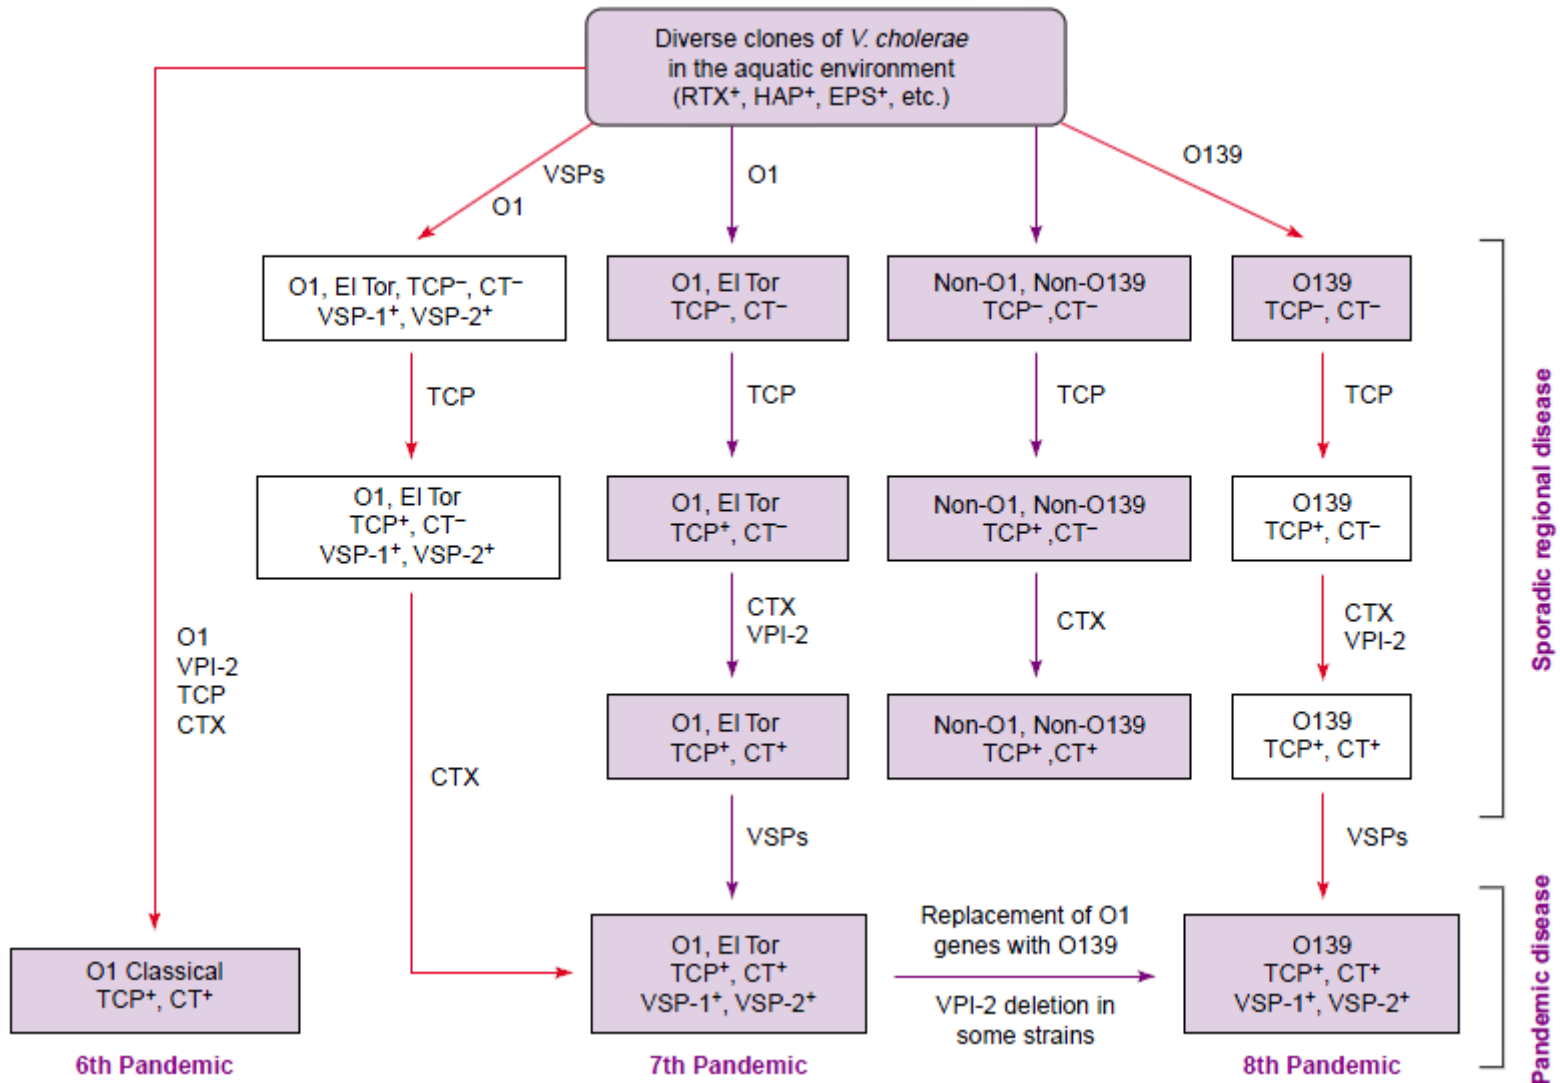 Diverse clones of V. cholerae
in the aquatic environment
(RTX⁺, HAP⁺, EPS⁺, etc.)
VSPs
O1
O1
O139
O1, El Tor, TCP⁻, CT⁻
VSP-1⁺, VSP-2⁺
O1, El Tor
TCP⁻, CT⁻
Non-O1, Non-O139
TCP⁻ ,CT⁻
O139
TCP⁻, CT⁻
TCP
TCP
TCP
TCP
O1, El Tor
TCP⁺, CT⁻
VSP-1⁺, VSP-2⁺
O1, El Tor
TCP⁺, CT⁻
Non-O1, Non-O139
TCP⁺ ,CT⁻
O139
TCP⁺, CT⁻
O1
VPI-2
TCP
CTX
CTX
CTX
VPI-2
CTX
CTX
VPI-2
O1, El Tor
TCP⁺, CT⁺
Non-O1, Non-O139
TCP⁺ ,CT⁺
O139
TCP⁺, CT⁺
VSPs
VSPs
Sporadic regional disease
O1 Classical
TCP⁺, CT⁺
O1, El Tor
TCP⁺, CT⁺
VSP-1⁺, VSP-2⁺
Replacement of O1
genes with O139
VPI-2 deletion in
some strains
O139
TCP⁺, CT⁺
VSP-1⁺, VSP-2⁺
Pandemic disease
6th Pandemic
7th Pandemic
8th Pandemic